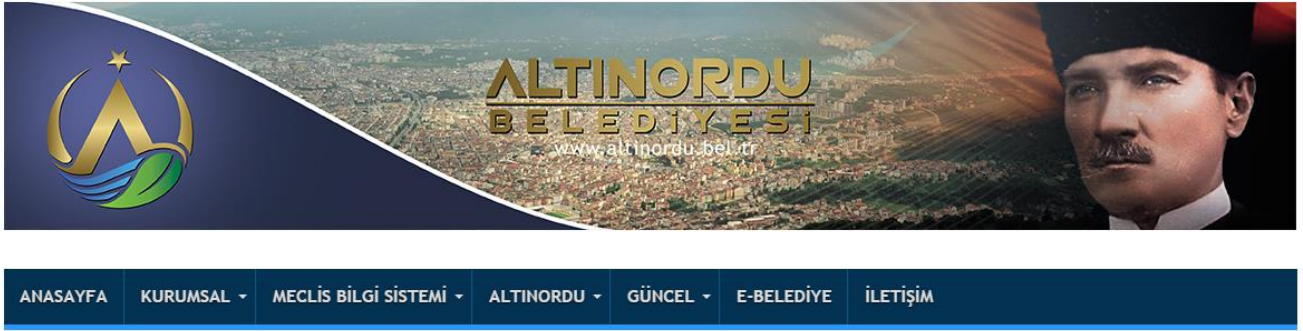 ALTINORDU
BELEDİYESİ
www.altinordu.bel.tr
ANASAYFA KURUMSAL MECLİS BİLGİ SİSTEMİ ALTINORDU GÜNCEL E-BELEDİYE İLETİŞİM